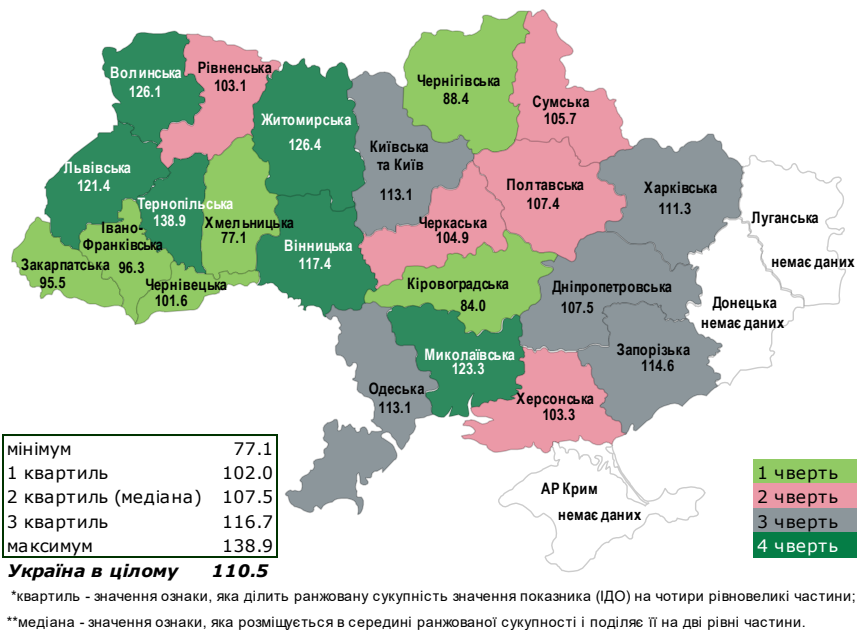 Волинська
126.1
Рівненська
103.1
Житомирська
126.4
Чернігівська
88.4
Сумська
105.7
Київська
та Київ
113.1
Львівська
121.4
Тернопільська
138.9
Хмельницька
77.1
Вінницька
117.4
Черкаська
104.9
Полтавська
107.4
Харківська
111.3
Луганська
немає даних
Івано-
Франківська
96.3
Закарпатська
95.5
Чернівецька
101.6
Кіровоградська
84.0
Дніпропетровська
107.5
Донецька
немає даних
Миколаївська
123.3
Запорізька
114.6
Одеська
113.1
Херсонська
103.3
АР Крим
немає даних
мінімум 77.1
1 квартиль 102.0
2 квартиль (медіана) 107.5
3 квартиль 116.7
максимум 138.9
Україна в цілому 110.5
1 чверть
2 чверть
3 чверть
4 чверть
*квартиль - значення ознаки, яка ділить ранжовану сукупність значення показника (ІДО) на чотири рівновеликі частини;
**медіана - значення ознаки, яка розміщується в середині ранжованої сукупності і поділяє її на дві рівні частини.